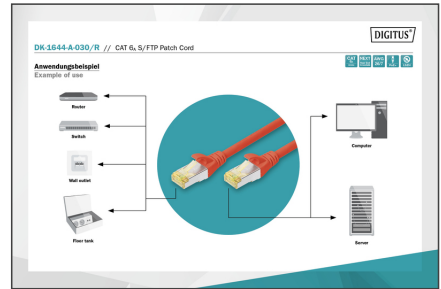 DIGITUS®
DK-1644-A-030/R // CAT 6A S/FTP Patch Cord
Anwendungsbeispiel
Example of use
Router
Switch
Wall outlet
Floor tank
Computer
Server